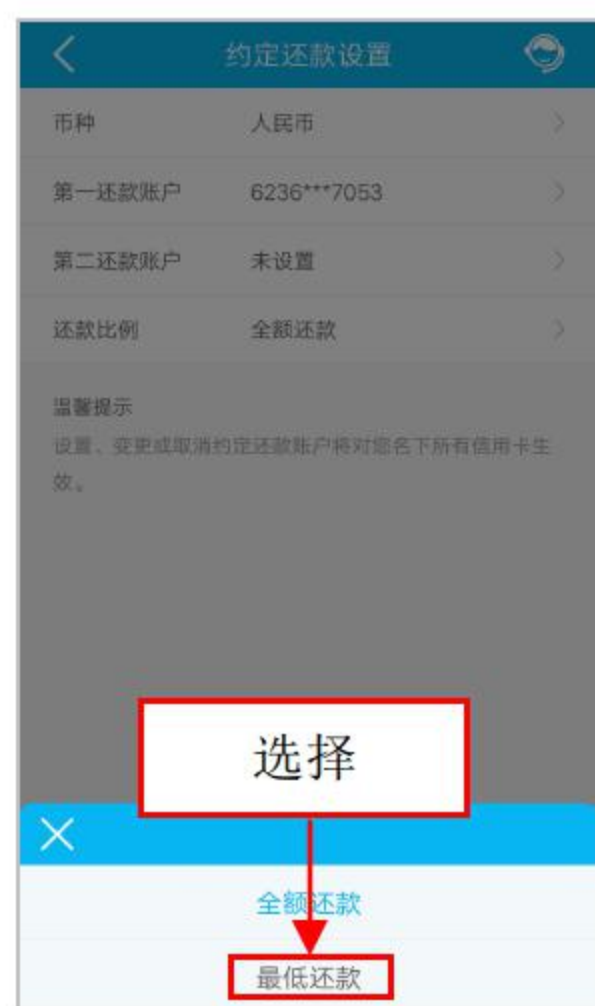 约定还款设置
币种 人民币
第一还款账户 6236***7053
第二还款账户 未设置
还款比例 全额还款
温馨提示
设置、变更或取消约定还款账户将对您名下所有信用卡生
效。
选择
全额还款
最低还款